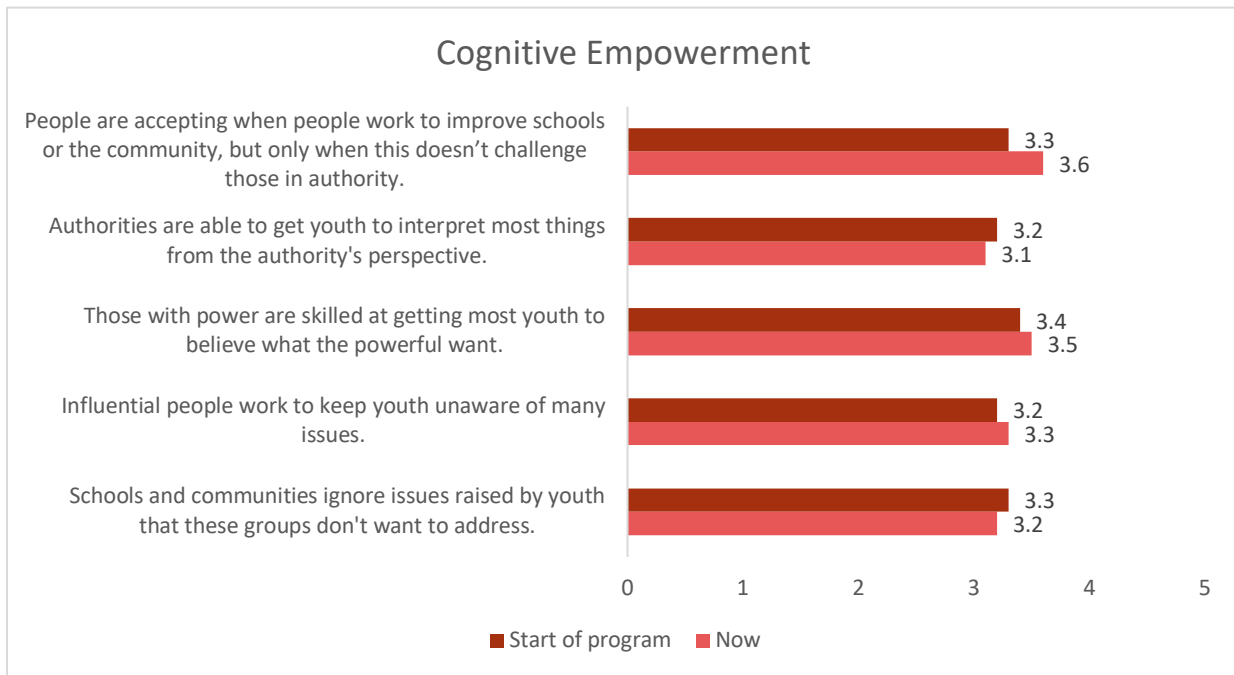 Cognitive Empowerment
People are accepting when people work to improve schools
or the community, but only when this doesn’t challenge
those in authority.
3.3
3.6
Authorities are able to get youth to interpret most things
from the authority's perspective.
3.2
3.1
Those with power are skilled at getting most youth to
believe what the powerful want.
3.4
3.5
Influential people work to keep youth unaware of many
issues.
3.2
3.3
Schools and communities ignore issues raised by youth
that these groups don't want to address.
3.3
3.2
0 1 2 3 4 5
Start of program Now